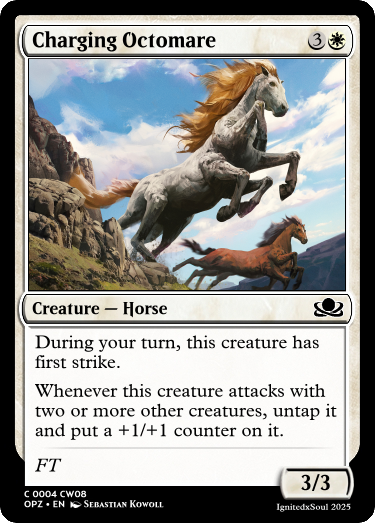 Charging Octomare 3
Creature — Horse
During your turn, this creature has
first strike.
Whenever this creature attacks with
two or more other creatures, untap it
and put a +1/+1 counter on it.
FT
3/3
C 0004 CW08
OPZ • EN Sebastian Kowoll
IgnitedxSoul 2025